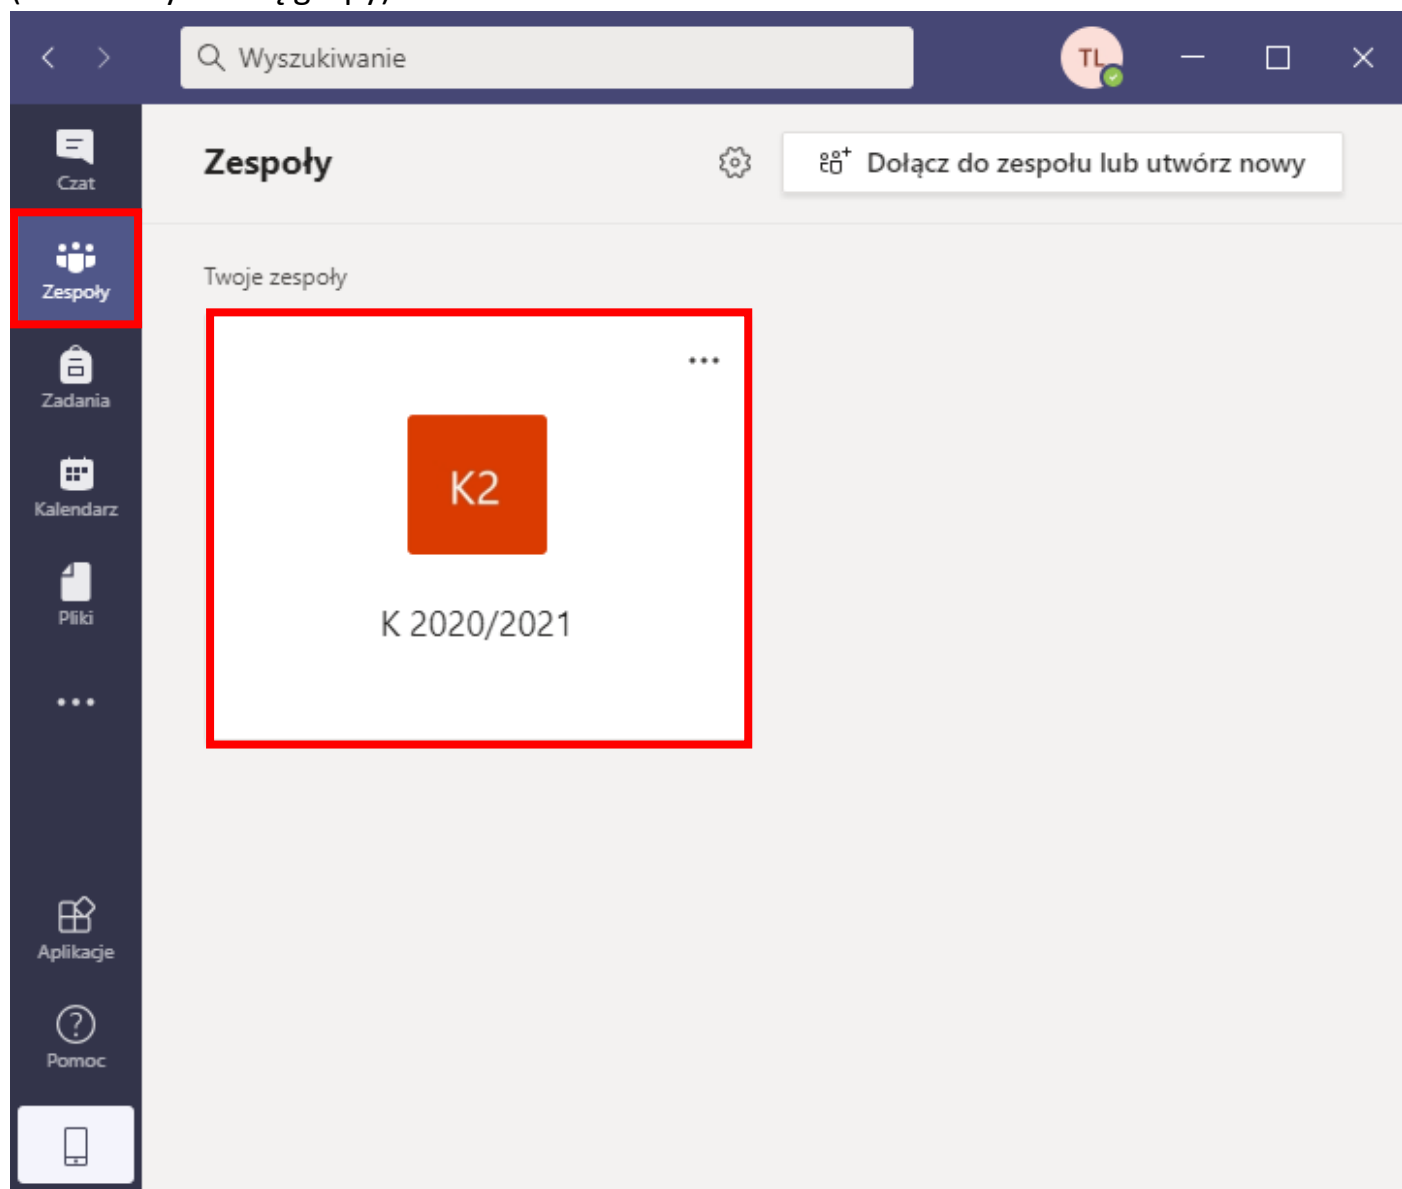 Wyszukiwanie
TL
Czat
Zespoły
Dołącz do zespołu lub utwórz nowy
Zespoły
Twoje zespoły
Zadania
K2
Kalendarz
K 2020/2021
Pliki
Aplikacje
Pomoc